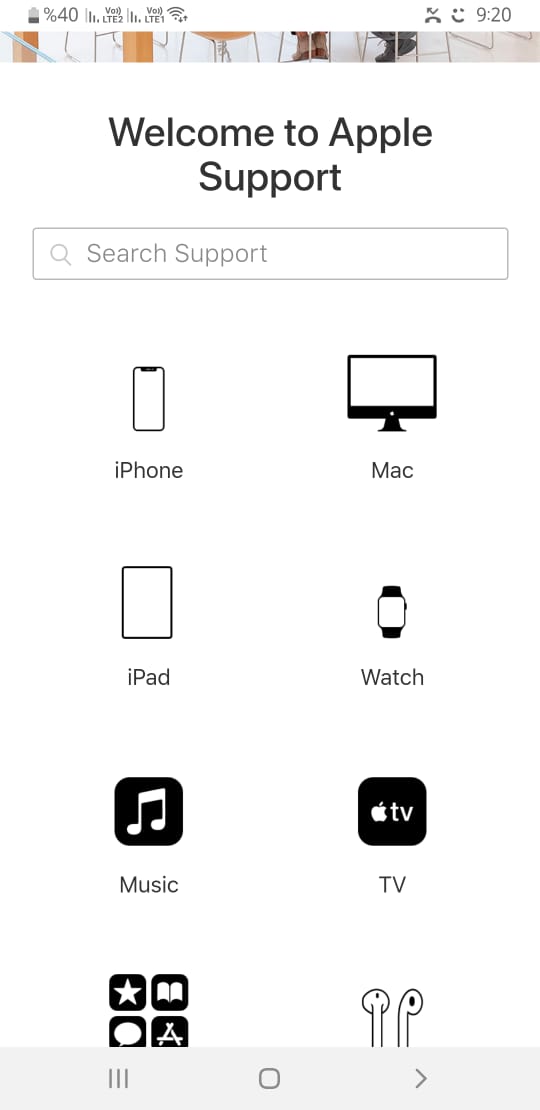 %40 Vo) LTE2 Vo) LTE1 9:20
Welcome to Apple
Support
Search Support
iPhone
Mac
iPad
Watch
tv
Music
TV